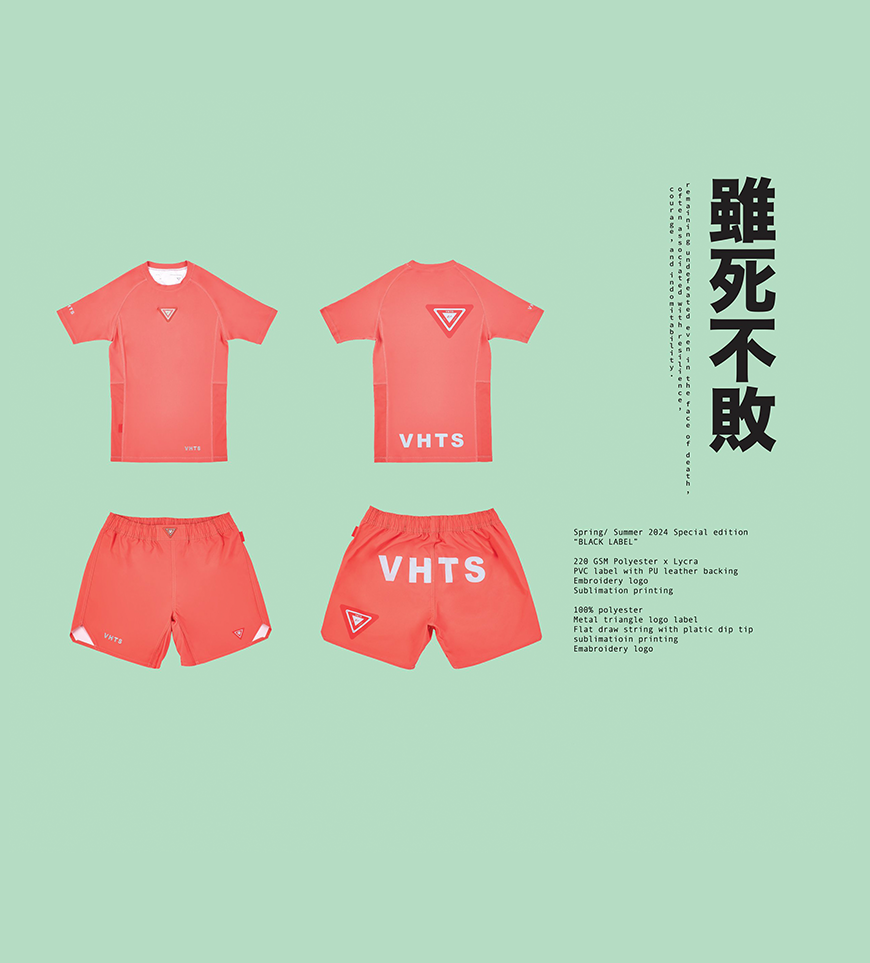 雖死不敗
remaining undefeated even in the face of death,
often associated with resilience,
courage, and indomitability.
VHTS
VHTS
VHTS
VHTS
VHTS
VHTS
Spring/ Summer 2024 Special edition
"BLACK LABEL"
220 GSM Polyester x Lycra
PVC label with PU leather backing
Embroidery logo
Sublimation printing
100% polyester
Metal triangle logo label
Flat draw string with platic dip tip
sublimatioin printing
Emabroidery logo